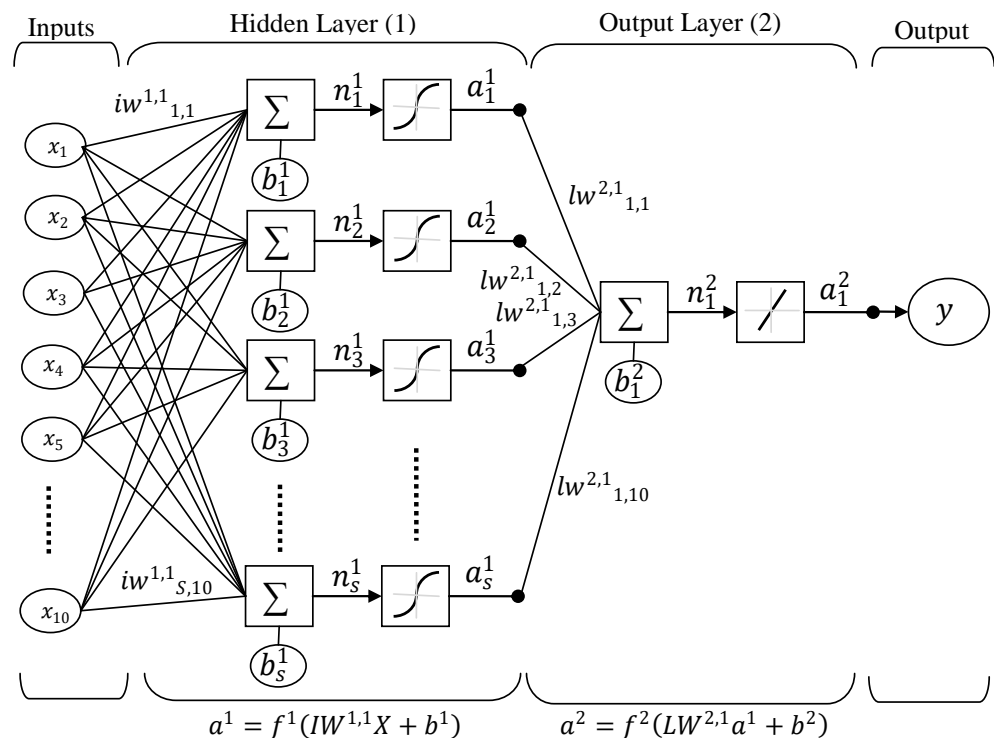 Inputs Hidden Layer (1) Output Layer (2) Output
iw^{1,1}_{1,1}
x_1
x_2
x_3
x_4
x_5
x_{10}
iw^{1,1}_{S,10}
∑ n^1_1 a^1_1
b^1_1
∑ n^1_2 a^1_2
b^1_2
∑ n^1_3 a^1_3
b^1_3
∑ n^1_s a^1_s
b^1_s
lw^{2,1}_{1,1}
lw^{2,1}_{1,2}
lw^{2,1}_{1,3}
lw^{2,1}_{1,10}
∑ n^2_1 a^2_1 y
b^2_1
a^1 = f^1(IW^{1,1}X + b^1) a^2 = f^2(LW^{2,1}a^1 + b^2)